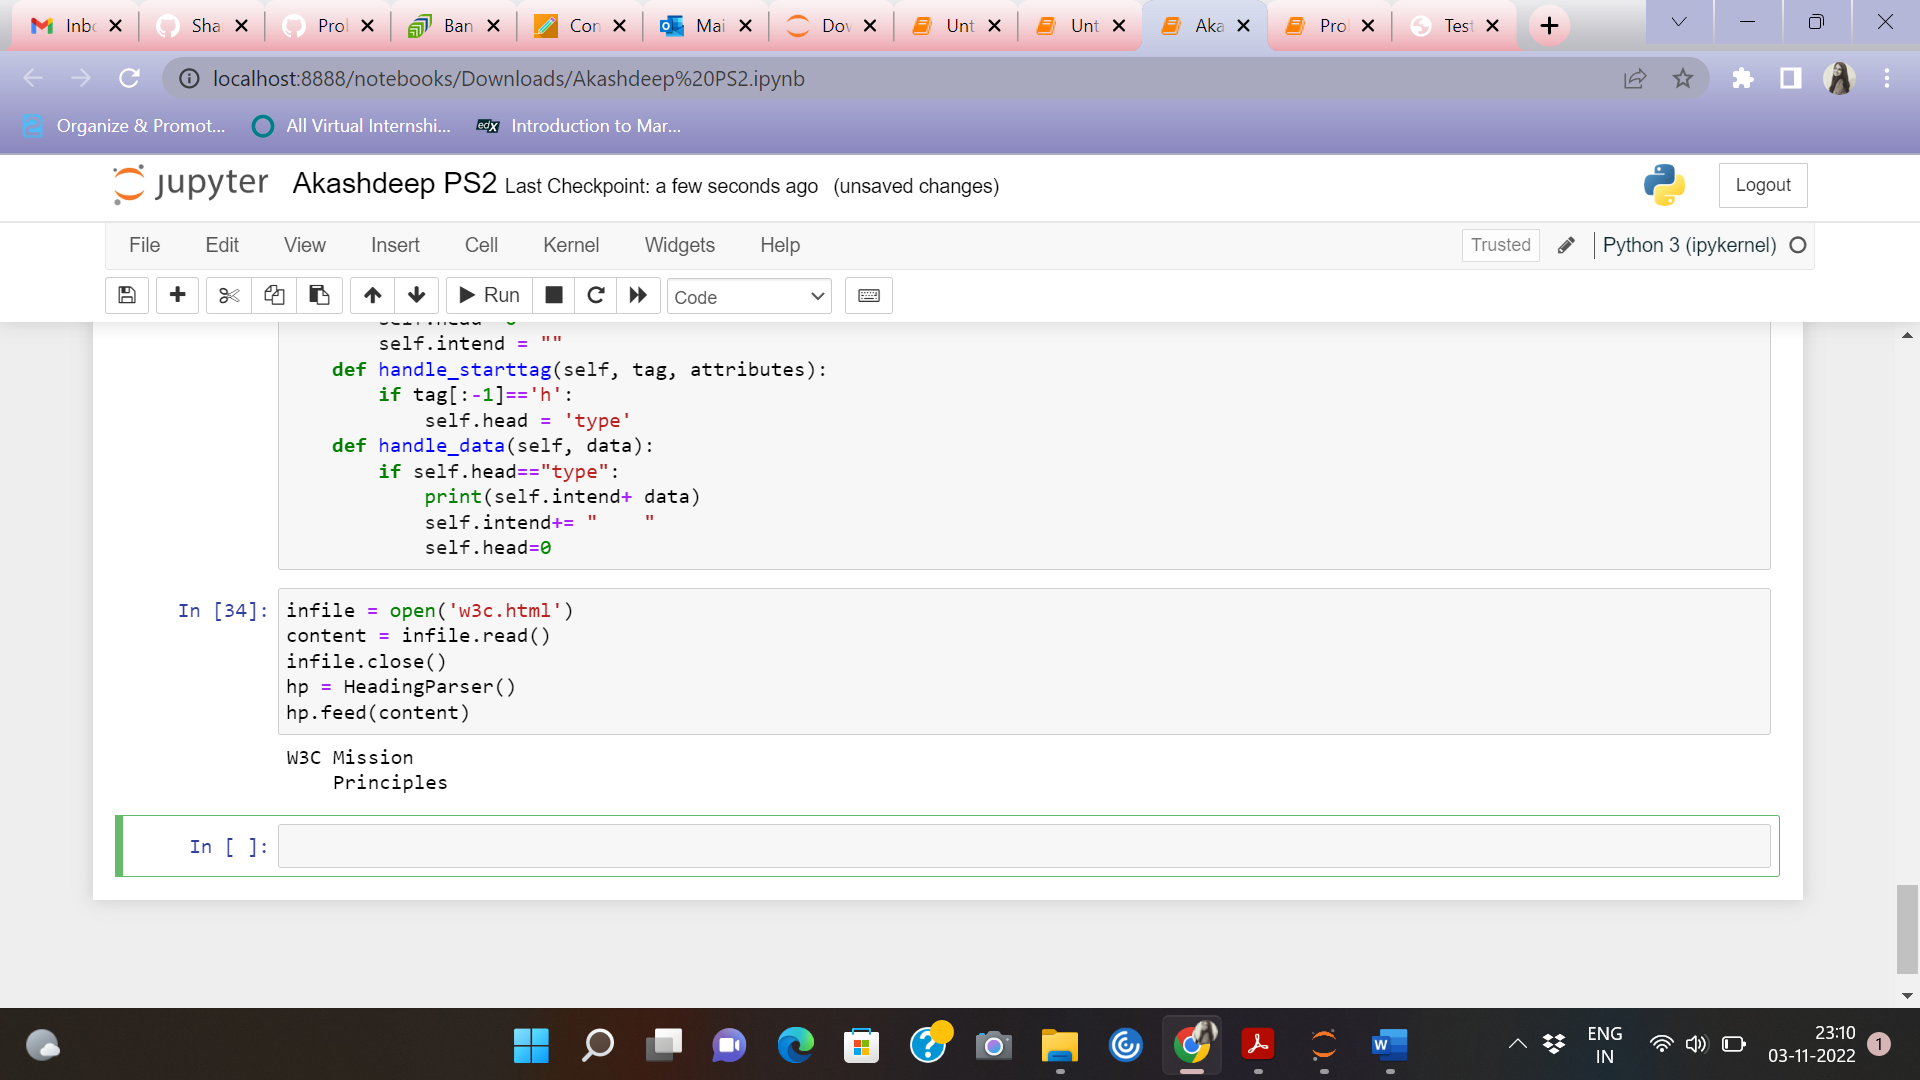 Inbc Sha Pro Ban Con Mai Dov Unt Unt Aka Pro Test
localhost:8888/notebooks/Downloads/Akashdeep%20PS2.ipynb
Organize & Promot... All Virtual Internshi... edX Introduction to Mar...
jupyter Akashdeep PS2 Last Checkpoint: a few seconds ago (unsaved changes) Logout
File Edit View Insert Cell Kernel Widgets Help Trusted Python 3 (ipykernel)
Run Code
self.intend = ""
def handle_starttag(self, tag, attributes):
if tag[:-1]=='h':
self.head = 'type'
def handle_data(self, data):
if self.head=="type":
print(self.intend+ data)
self.intend+= "    "
self.head=0
In [34]: infile = open('w3c.html')
content = infile.read()
infile.close()
hp = HeadingParser()
hp.feed(content)
W3C Mission
Principles
In [ ]:
ENG 23:10
IN 03-11-2022 1